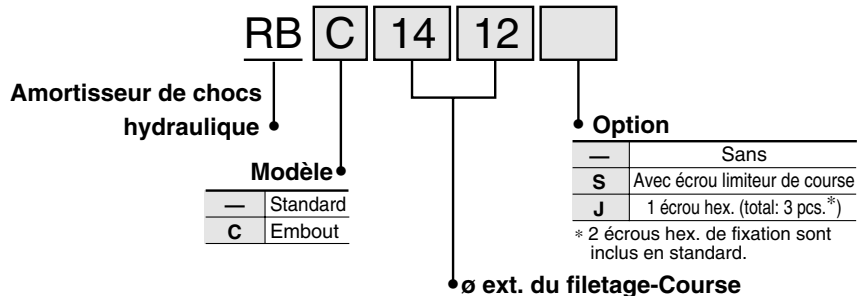 RB C 14 12
Amortisseur de chocs
hydraulique
Modèle
— Standard
C Embout
Option
— Sans
S Avec écrou limiteur de course
J 1 écrou hex. (total: 3 pcs.*)
* 2 écrous hex. de fixation sont
inclus en standard.
ø ext. du filetage-Course